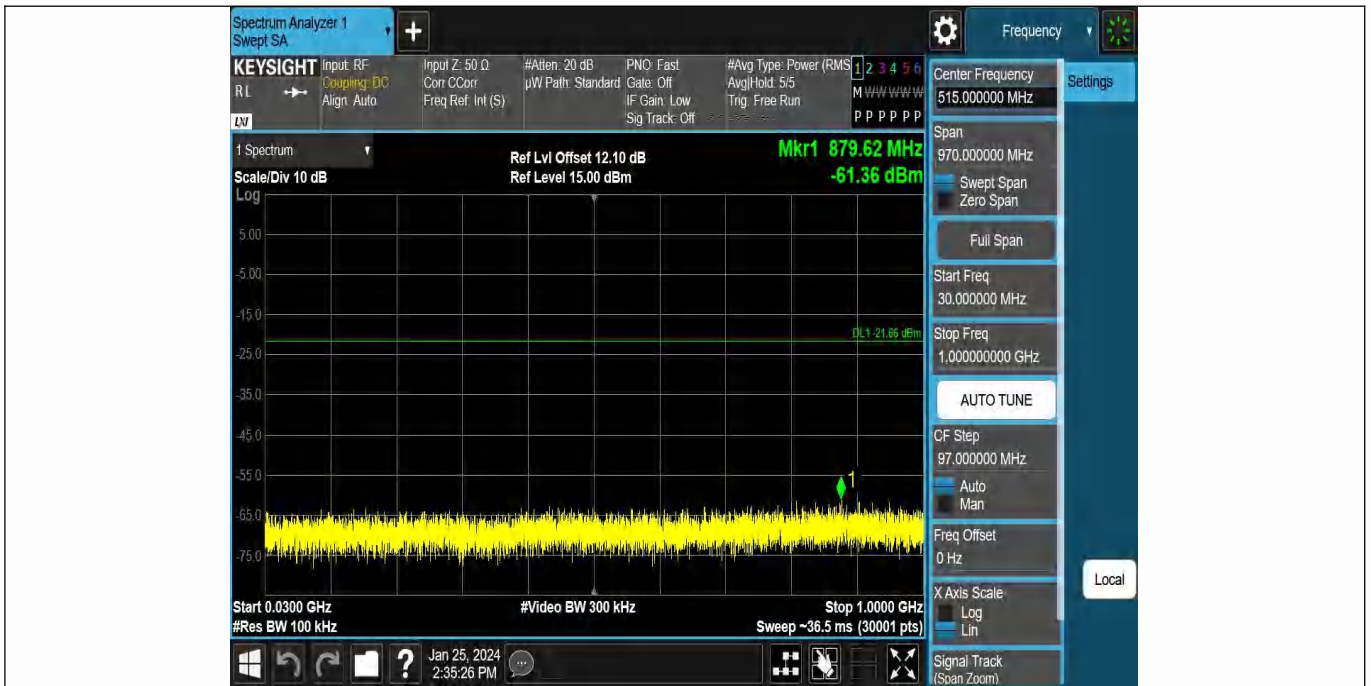 Spectrum Analyzer 1
Swept SA
+
Frequency
KEYSIGHT
RL
LXI
Input: RF
Coupling: DC
Align: Auto
Input Z: 50 Ω
Corr CCorr
Freq Ref: Int (S)
#Atten: 20 dB
µW Path: Standard
PNO: Fast
Gate: Off
IF Gain: Low
Sig Track: Off
#Avg Type: Power (RMS
Avg|Hold: 5/5
Trig: Free Run
1 2 3 4 5 6
M W W W W W
P P P P P P
1 Spectrum
Scale/Div 10 dB
Log
Ref Lvl Offset 12.10 dB
Ref Level 15.00 dBm
Mkr1 879.62 MHz
-61.36 dBm
5.00
-5.00
-15.0
DL1 -21.66 dBm
-25.0
-35.0
-45.0
-55.0
1
-65.0
-75.0
Start 0.0300 GHz
#Res BW 100 kHz
#Video BW 300 kHz
Stop 1.0000 GHz
Sweep ~36.5 ms (30001 pts)
?
Jan 25, 2024
2:35:26 PM
Center Frequency
515.000000 MHz
Settings
Span
970.000000 MHz
Swept Span
Zero Span
Full Span
Start Freq
30.000000 MHz
Stop Freq
1.000000000 GHz
AUTO TUNE
CF Step
97.000000 MHz
Auto
Man
Freq Offset
0 Hz
X Axis Scale
Log
Lin
Local
Signal Track
(Span Zoom)